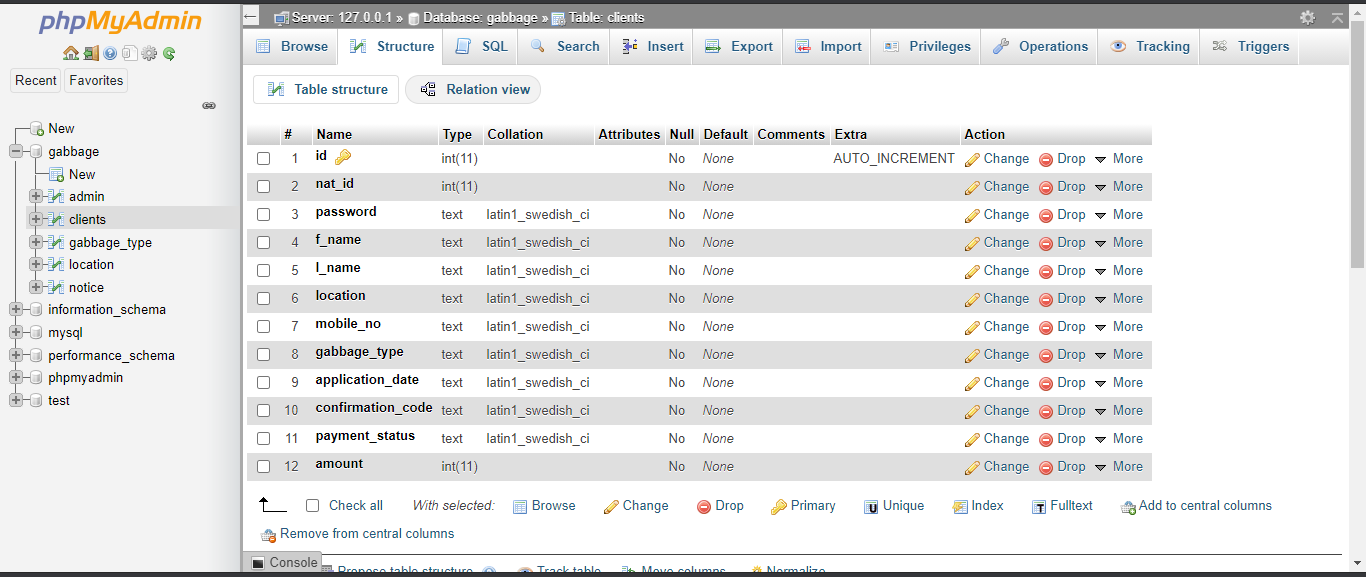 phpMyAdmin
Recent Favorites
New
gabbage
New
admin
clients
gabbage_type
location
notice
information_schema
mysql
performance_schema
phpmyadmin
test
Server: 127.0.0.1 » Database: gabbage » Table: clients
Browse Structure SQL Search Insert Export Import Privileges Operations Tracking Triggers
Table structure Relation view
# Name Type Collation Attributes Null Default Comments Extra Action
1 id int(11) No None AUTO_INCREMENT Change Drop More
2 nat_id int(11) No None Change Drop More
3 password text latin1_swedish_ci No None Change Drop More
4 f_name text latin1_swedish_ci No None Change Drop More
5 l_name text latin1_swedish_ci No None Change Drop More
6 location text latin1_swedish_ci No None Change Drop More
7 mobile_no text latin1_swedish_ci No None Change Drop More
8 gabbage_type text latin1_swedish_ci No None Change Drop More
9 application_date text latin1_swedish_ci No None Change Drop More
10 confirmation_code text latin1_swedish_ci No None Change Drop More
11 payment_status text latin1_swedish_ci No None Change Drop More
12 amount int(11) No None Change Drop More
Check all With selected: Browse Change Drop Primary Unique Index Fulltext Add to central columns
Remove from central columns
Console
Propose table structure Track table Move columns Normalize